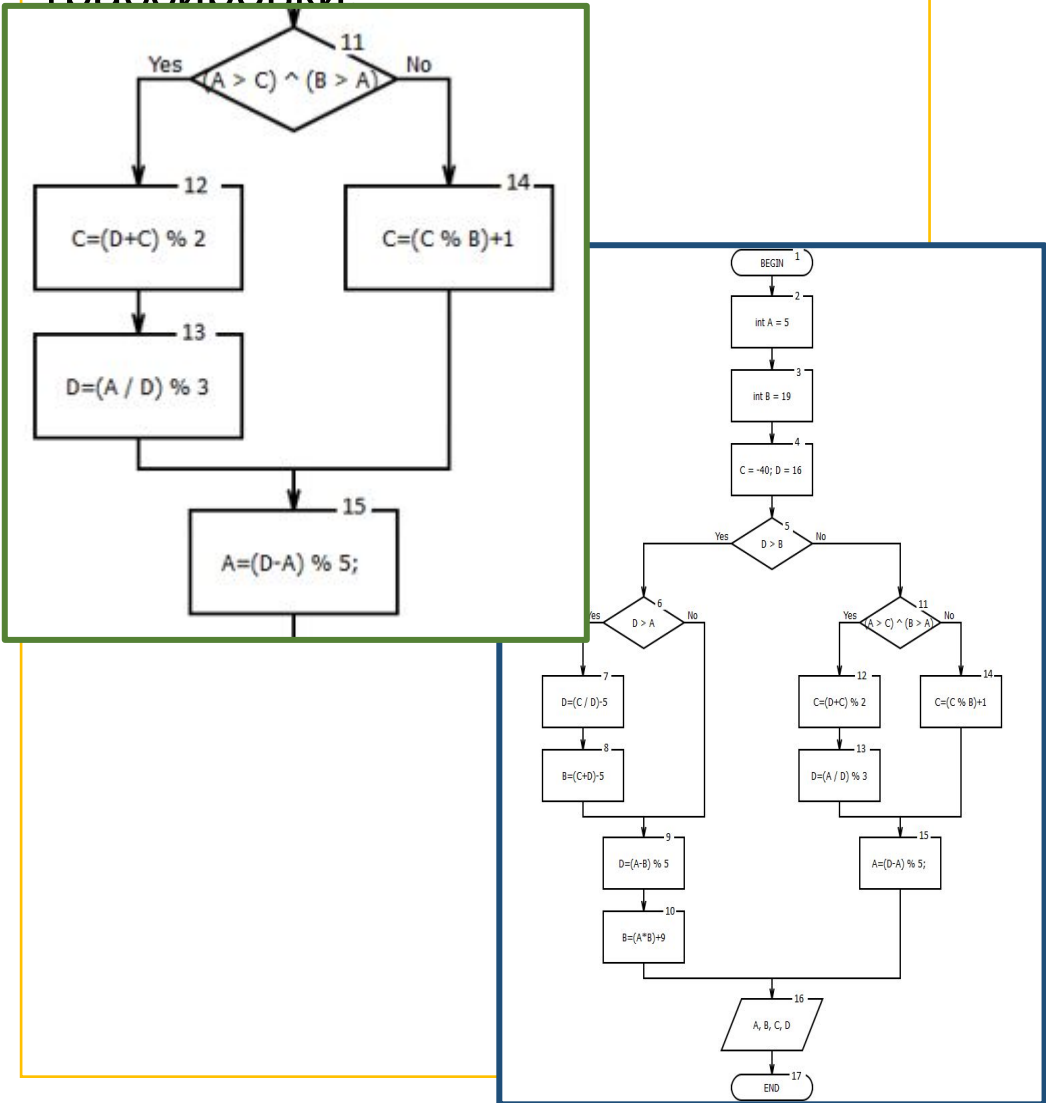 11
Yes
(A > C) ^ (B > A)
No
12
C=(D+C) % 2
14
C=(C % B)+1
13
D=(A / D) % 3
15
A=(D-A) % 5;
BEGIN
1
2
int A = 5
3
int B = 19
4
C = -40; D = 16
5
Yes
D > B
No
6
Yes
D > A
No
11
Yes
(A > C) ^ (B > A)
No
7
D=(C / D)-5
12
C=(D+C) % 2
14
C=(C % B)+1
8
B=(C+D)-5
13
D=(A / D) % 3
9
D=(A-B) % 5
15
A=(D-A) % 5;
10
B=(A*B)+9
16
A, B, C, D
17
END